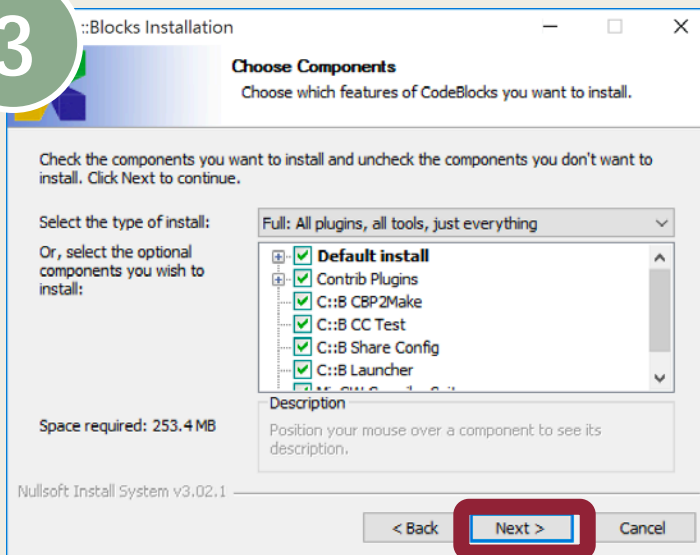 3
::Blocks Installation
Choose Components
Choose which features of CodeBlocks you want to install.
Check the components you want to install and uncheck the components you don't want to
install. Click Next to continue.
Select the type of install:
Full: All plugins, all tools, just everything
Or, select the optional
components you wish to
install:
Default install
Contrib Plugins
C::B CBP2Make
C::B CC Test
C::B Share Config
C::B Launcher
Space required: 253.4 MB
Description
Position your mouse over a component to see its
description.
Nullsoft Install System v3.02.1
< Back
Next >
Cancel